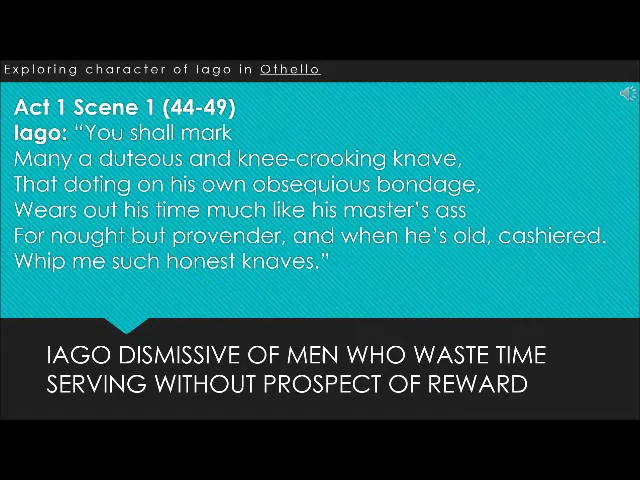 Exploring character of Iago in Othello
Act 1 Scene 1 (44-49)
Iago: “You shall mark
Many a duteous and knee-crooking knave,
That doting on his own obsequious bondage,
Wears out his time much like his master’s ass
For nought but provender, and when he’s old, cashiered.
Whip me such honest knaves.”
IAGO DISMISSIVE OF MEN WHO WASTE TIME
SERVING WITHOUT PROSPECT OF REWARD